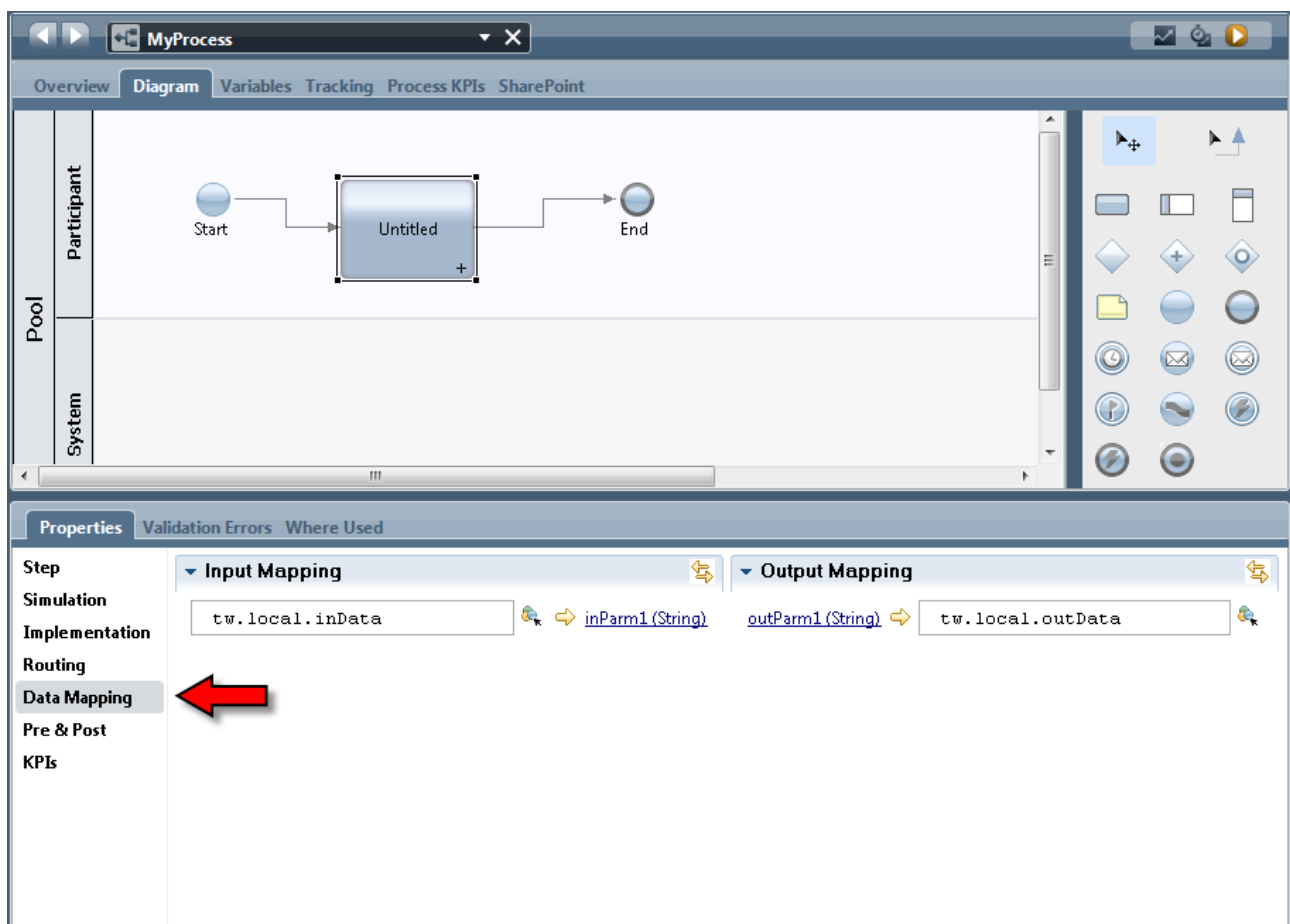 MyProcess
Overview Diagram Variables Tracking Process KPIs SharePoint
Pool
Participant
Start
Untitled
End
System
Properties Validation Errors Where Used
Step
Simulation
Implementation
Routing
Data Mapping
Pre & Post
KPIs
Input Mapping
tw.local.inData inParm1 (String)
Output Mapping
outParm1 (String) tw.local.outData